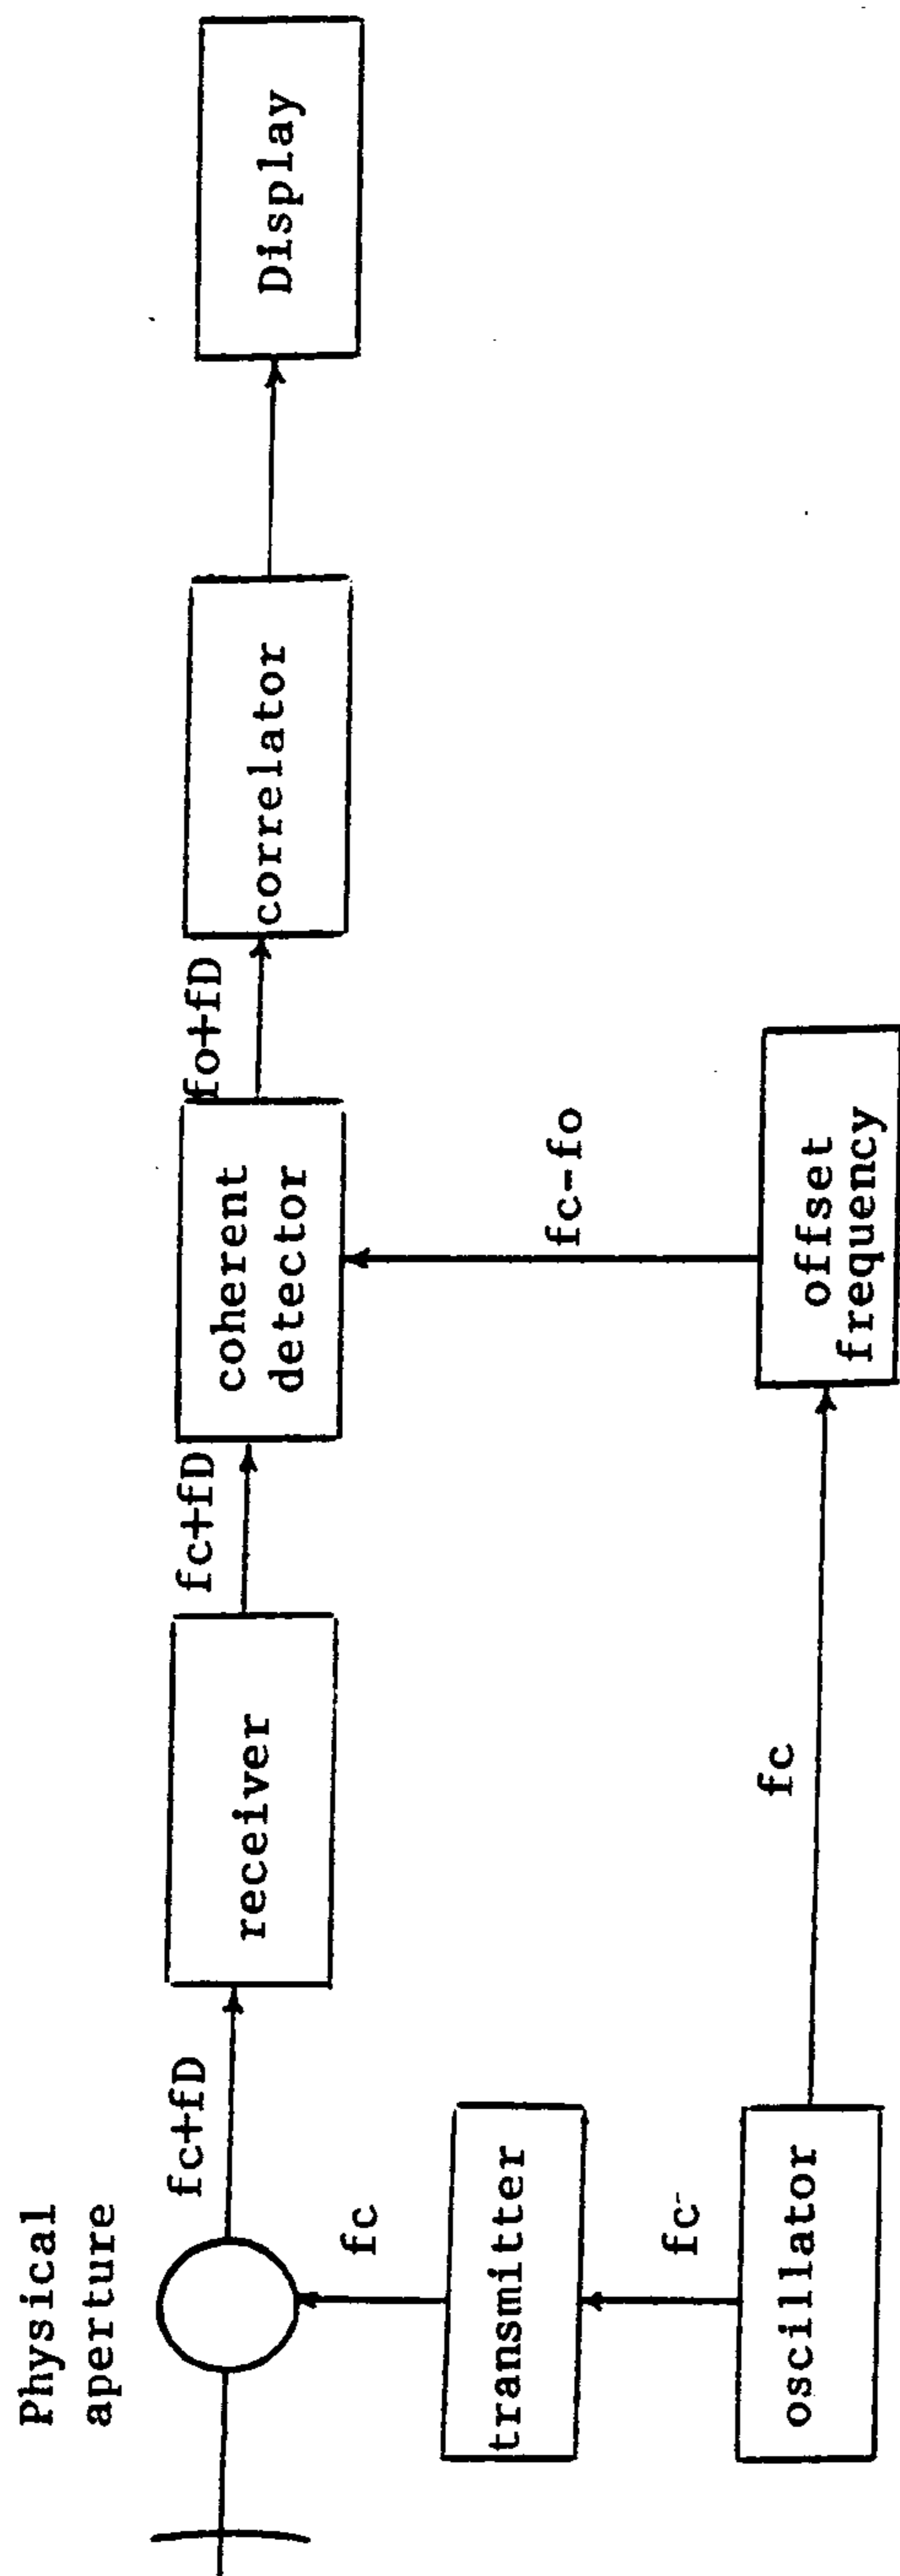 Physical
aperture
fc+fD
receiver
fc+fD
coherent
detector
fo+fD
correlator
Display
fc
transmitter
fc
oscillator
fc
fc-fo
offset
frequency